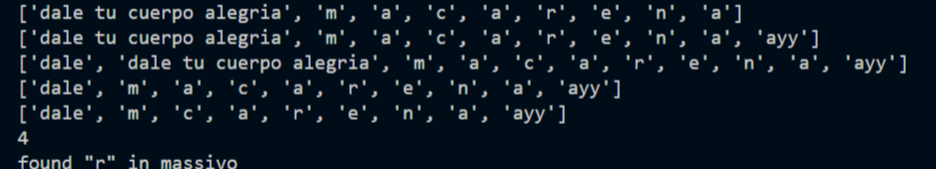 ['dale tu cuerpo alegria', 'm', 'a', 'c', 'a', 'r', 'e', 'n', 'a']
['dale tu cuerpo alegria', 'm', 'a', 'c', 'a', 'r', 'e', 'n', 'a', 'ayy']
['dale', 'dale tu cuerpo alegria', 'm', 'a', 'c', 'a', 'r', 'e', 'n', 'a', 'ayy']
['dale', 'm', 'a', 'c', 'a', 'r', 'e', 'n', 'a', 'ayy']
['dale', 'm', 'c', 'a', 'r', 'e', 'n', 'a', 'ayy']
4
found "r" in massivo